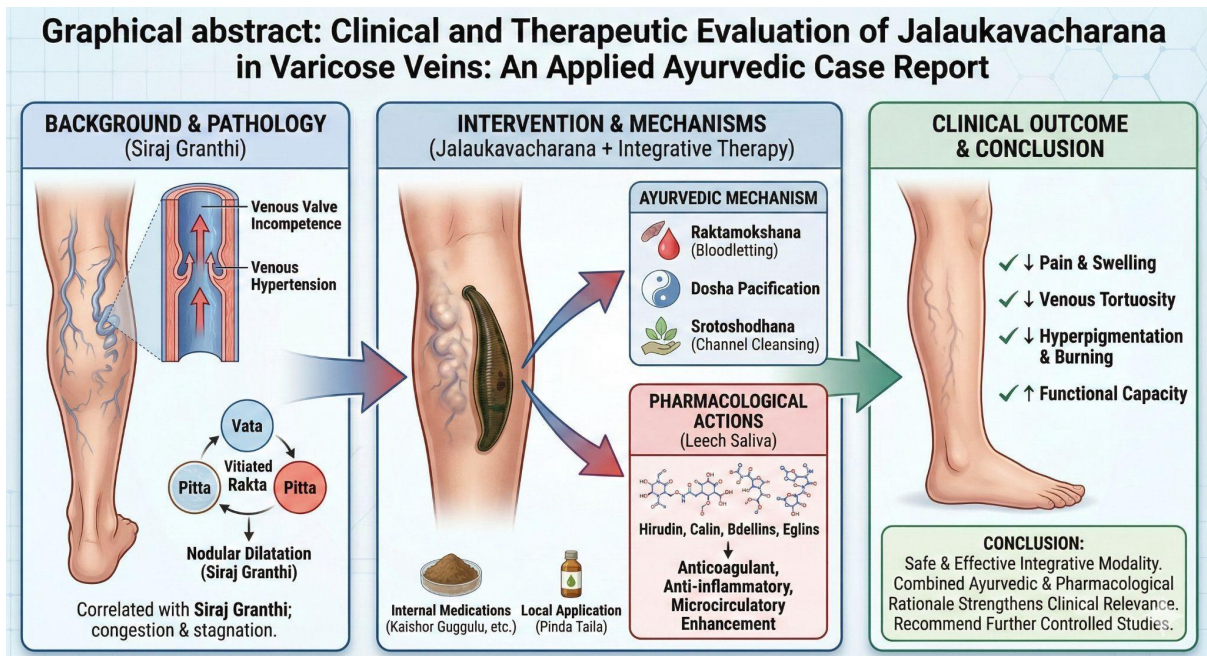 Graphical abstract: Clinical and Therapeutic Evaluation of Jalaukavacharana
in Varicose Veins: An Applied Ayurvedic Case Report
BACKGROUND & PATHOLOGY
(Siraj Granthi)
Venous Valve
Incompetence
Venous
Hypertension
Vata
Vitiated
Rakta
Pitta
Pitta
Nodular Dilatation
(Siraj Granthi)
Correlated with Siraj Granthi;
congestion & stagnation.
INTERVENTION & MECHANISMS
(Jalaukavacharana + Integrative Therapy)
AYURVEDIC MECHANISM
Raktamokshana
(Bloodletting)
Dosha Pacification
Srotoshodhana
(Channel Cleansing)
PHARMACOLOGICAL
ACTIONS
(Leech Saliva)
Hirudin, Calin, Bdellins, Eglins
Anticoagulant,
Anti-inflammatory,
Microcirculatory
Enhancement
Internal Medications
(Kaishor Guggulu, etc.)
Local Application
(Pinda Taila)
CLINICAL OUTCOME
& CONCLUSION
✓ ↓ Pain & Swelling
✓ ↓ Venous Tortuosity
✓ ↓ Hyperpigmentation
& Burning
✓ ↑ Functional Capacity
CONCLUSION:
Safe & Effective Integrative Modality.
Combined Ayurvedic & Pharmacological
Rationale Strengthens Clinical Relevance.
Recommend Further Controlled Studies.